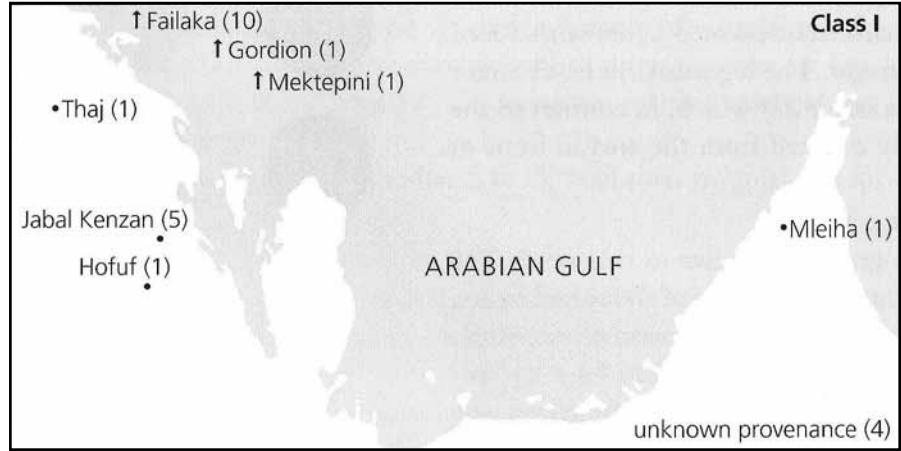 Class I
↑ Failaka (10)
↑ Gordion (1)
↑ Mektepini (1)
•Thaj (1)
Jabal Kenzan (5)
•Mleiha (1)
Hofuf (1)
ARABIAN GULF
unknown provenance (4)